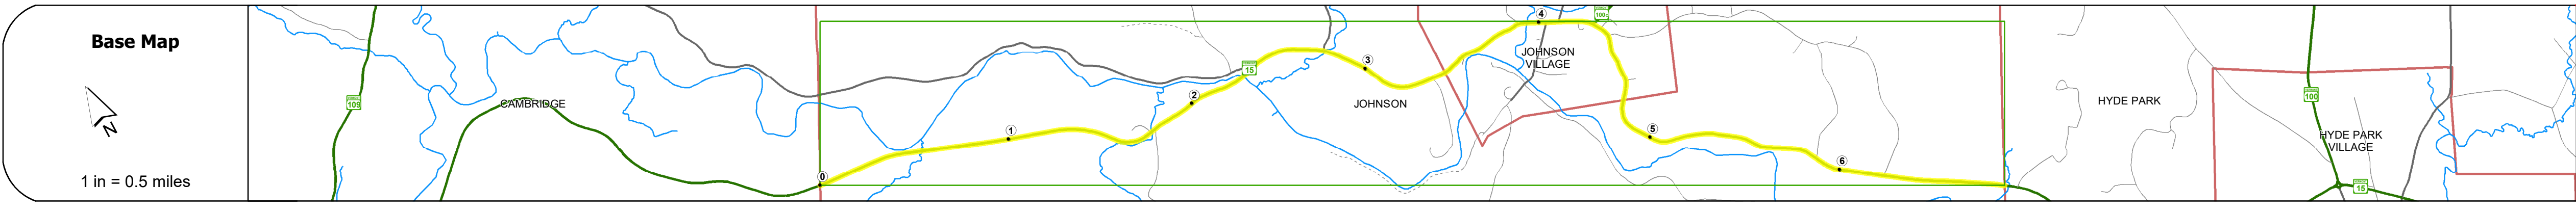 Base Map
N
1 in = 0.5 miles
109
CAMBRIDGE
0
1
2
15
3
JOHNSON
4
JOHNSON
VILLAGE
5
6
HYDE PARK
100
HYDE PARK
VILLAGE
15